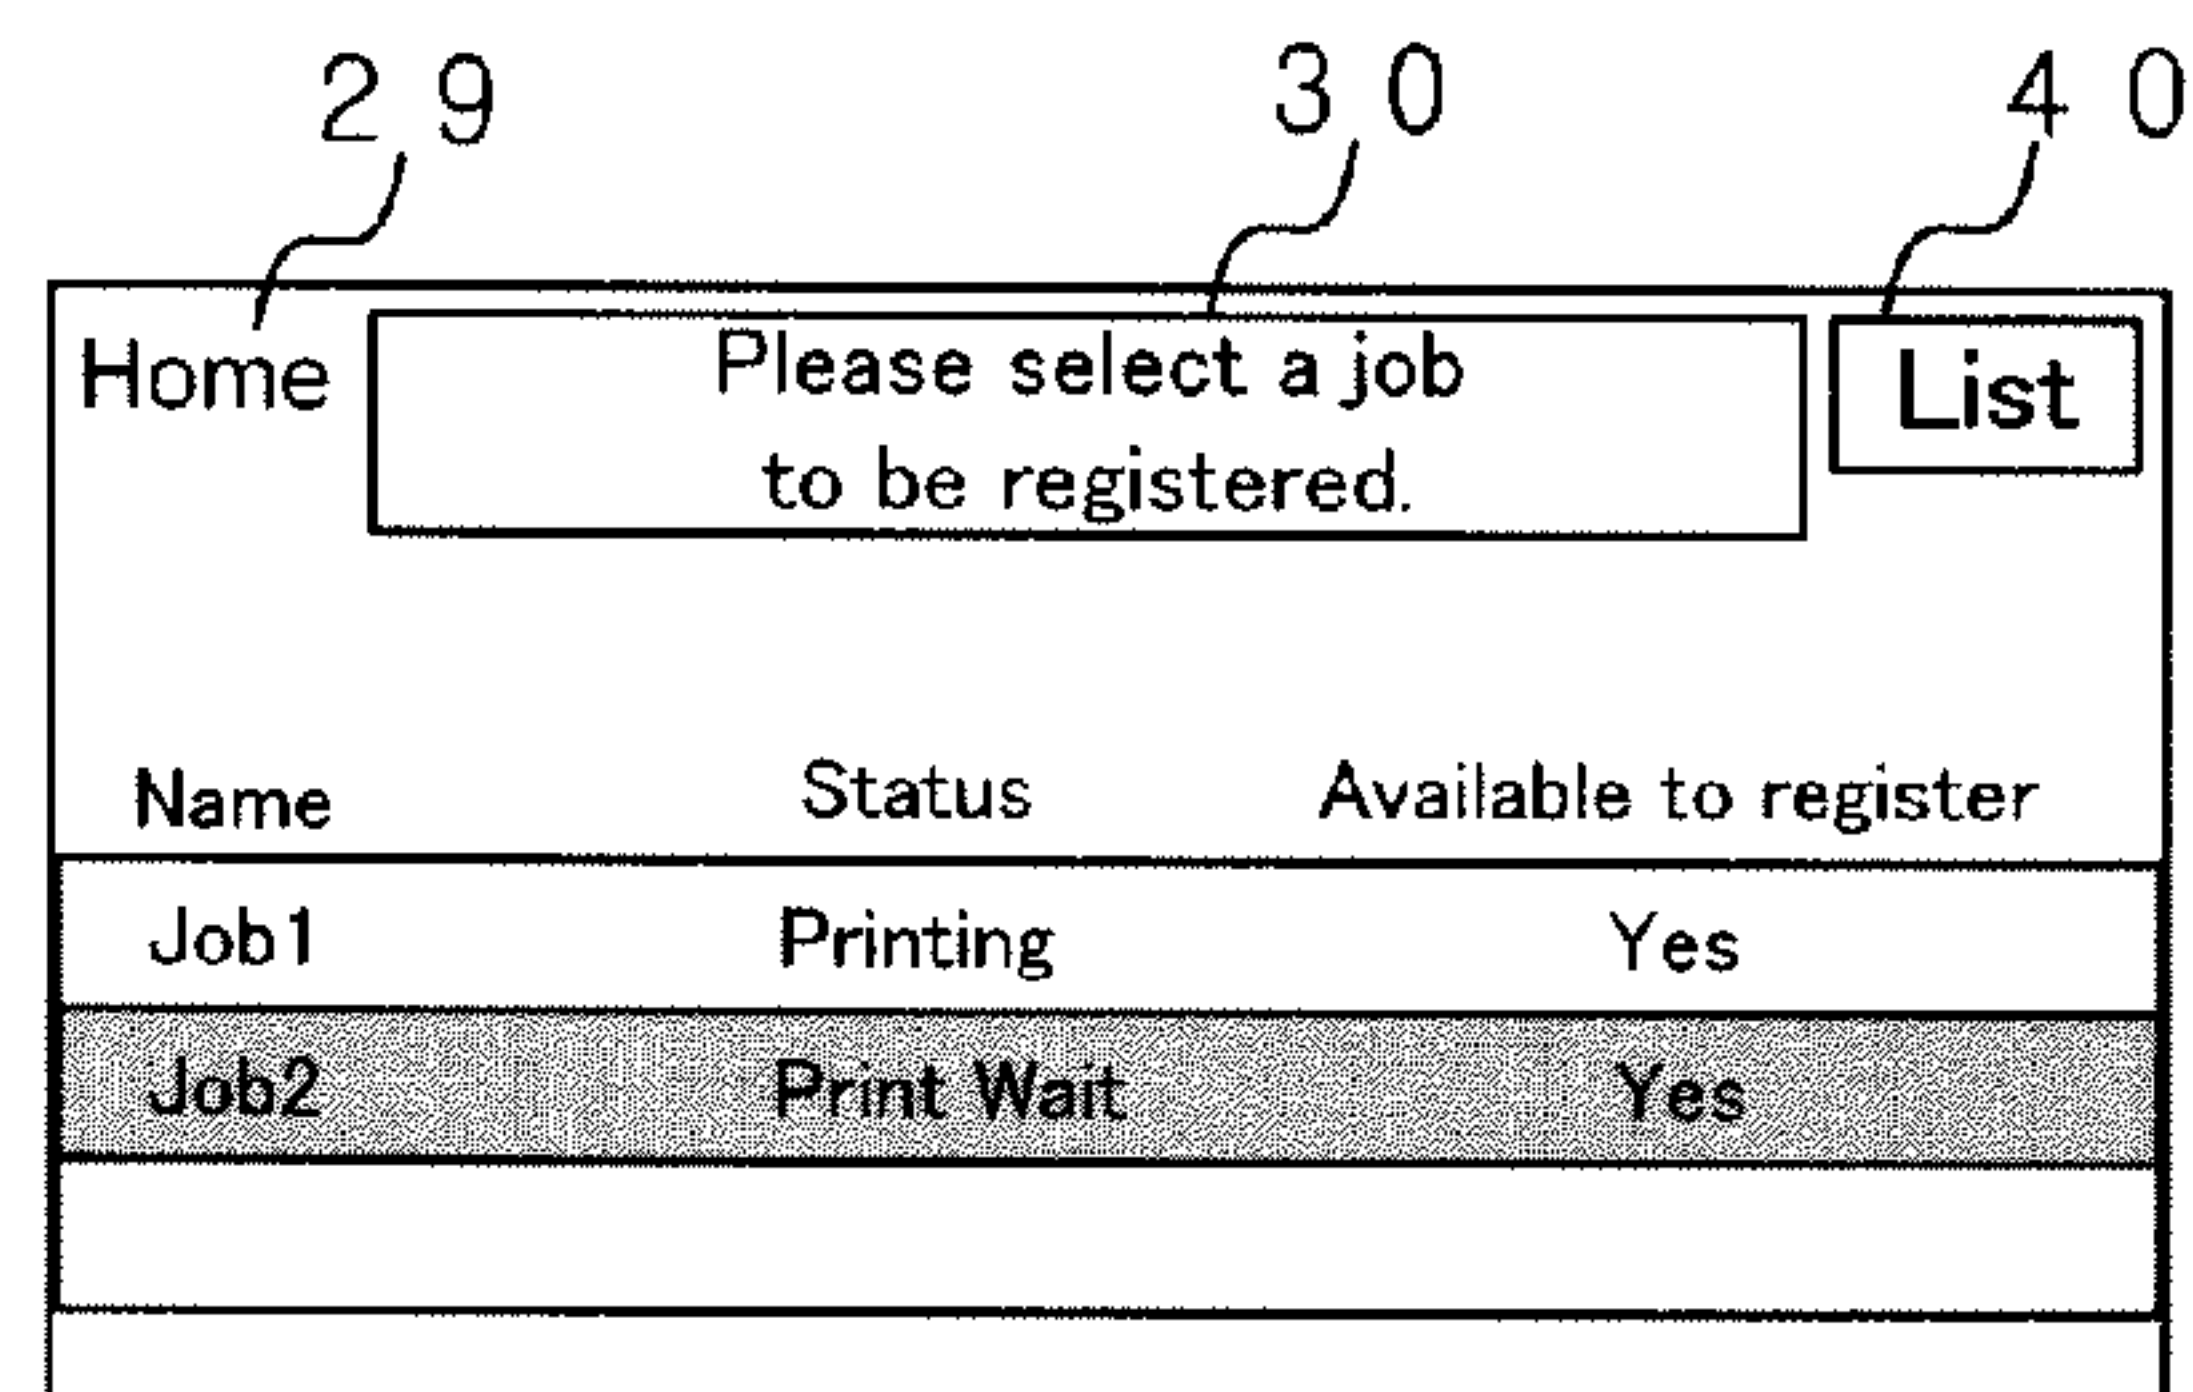 29 30 40
Home Please select a job List
to be registered.
Name Status Available to register
Job1 Printing Yes
Job2 Print Wait Yes